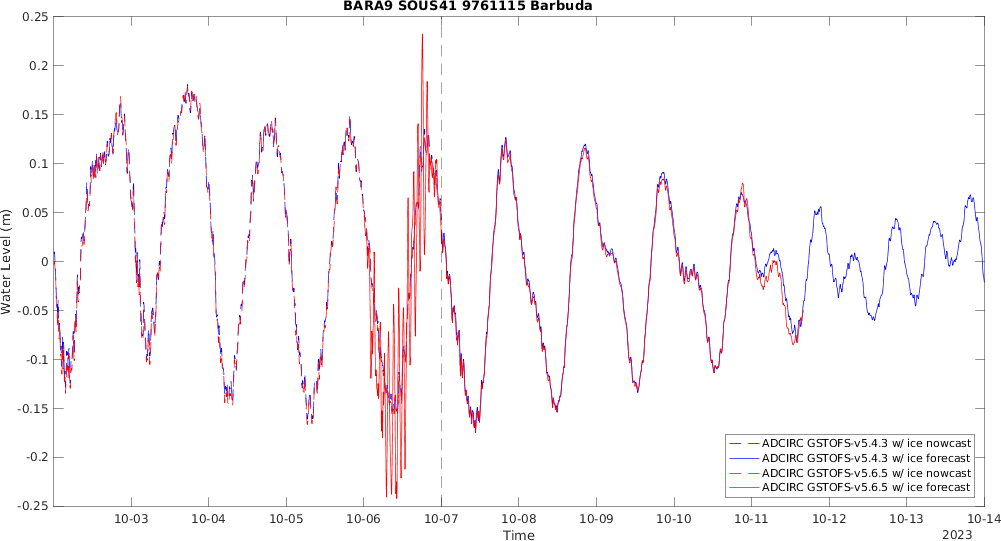 BARA9 SOUS41 9761115 Barbuda
0.25
0.2
0.15
0.1
0.05
0
-0.05
-0.1
-0.15
-0.2
-0.25
Water Level (m)
ADCIRC GSTOFS-v5.4.3 w/ ice nowcast
ADCIRC GSTOFS-v5.4.3 w/ ice forecast
ADCIRC GSTOFS-v5.6.5 w/ ice nowcast
ADCIRC GSTOFS-v5.6.5 w/ ice forecast
10-03 10-04 10-05 10-06 10-07 10-08 10-09 10-10 10-11 10-12 10-13 10-14
Time
2023